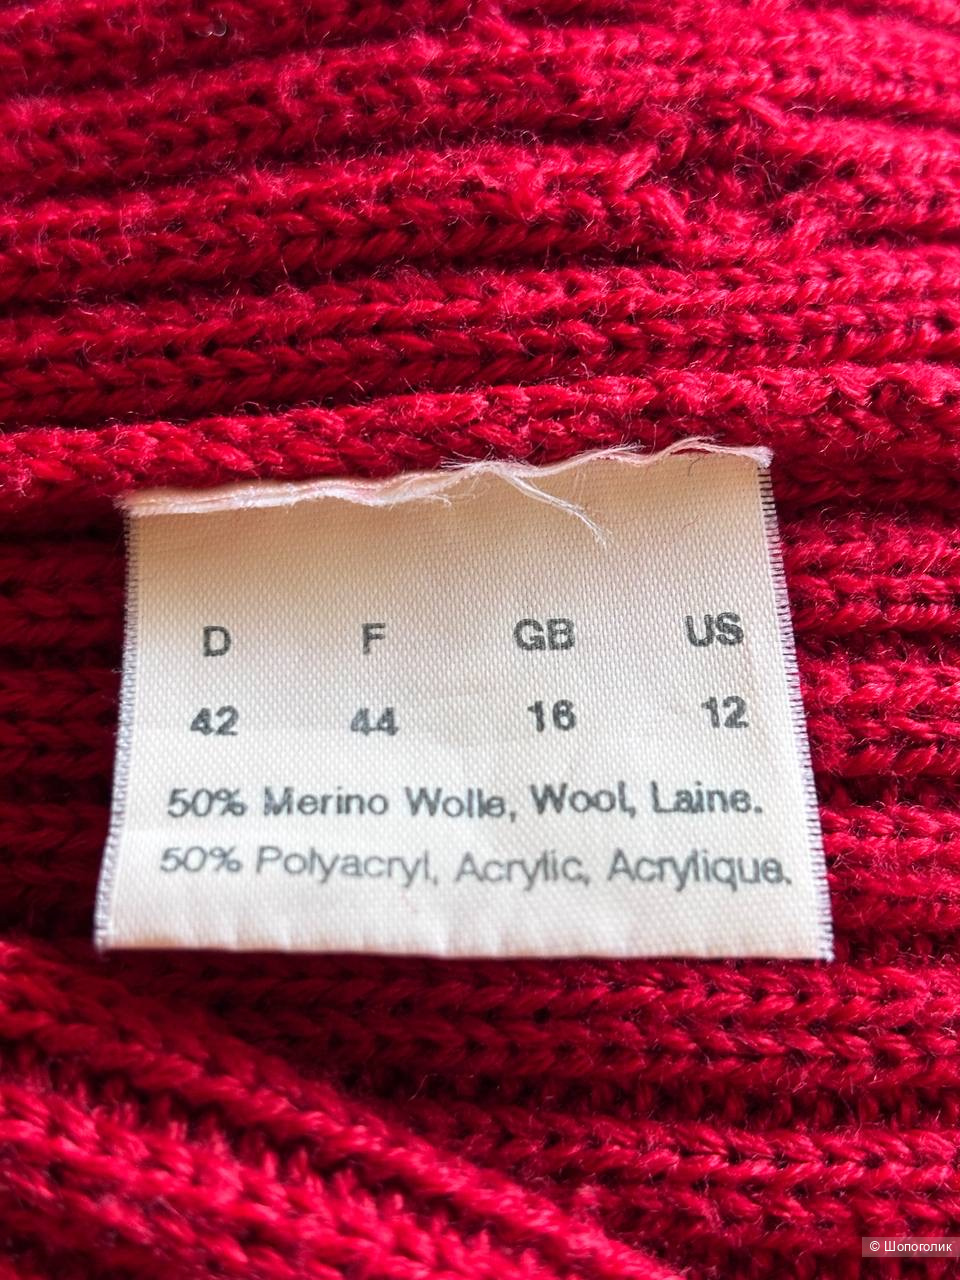 D F GB US
42 44 16 12
50% Merino Wolle, Wool, Laine.
50% Polyacryl, Acrylic, Acrylique.
© Шопоголик